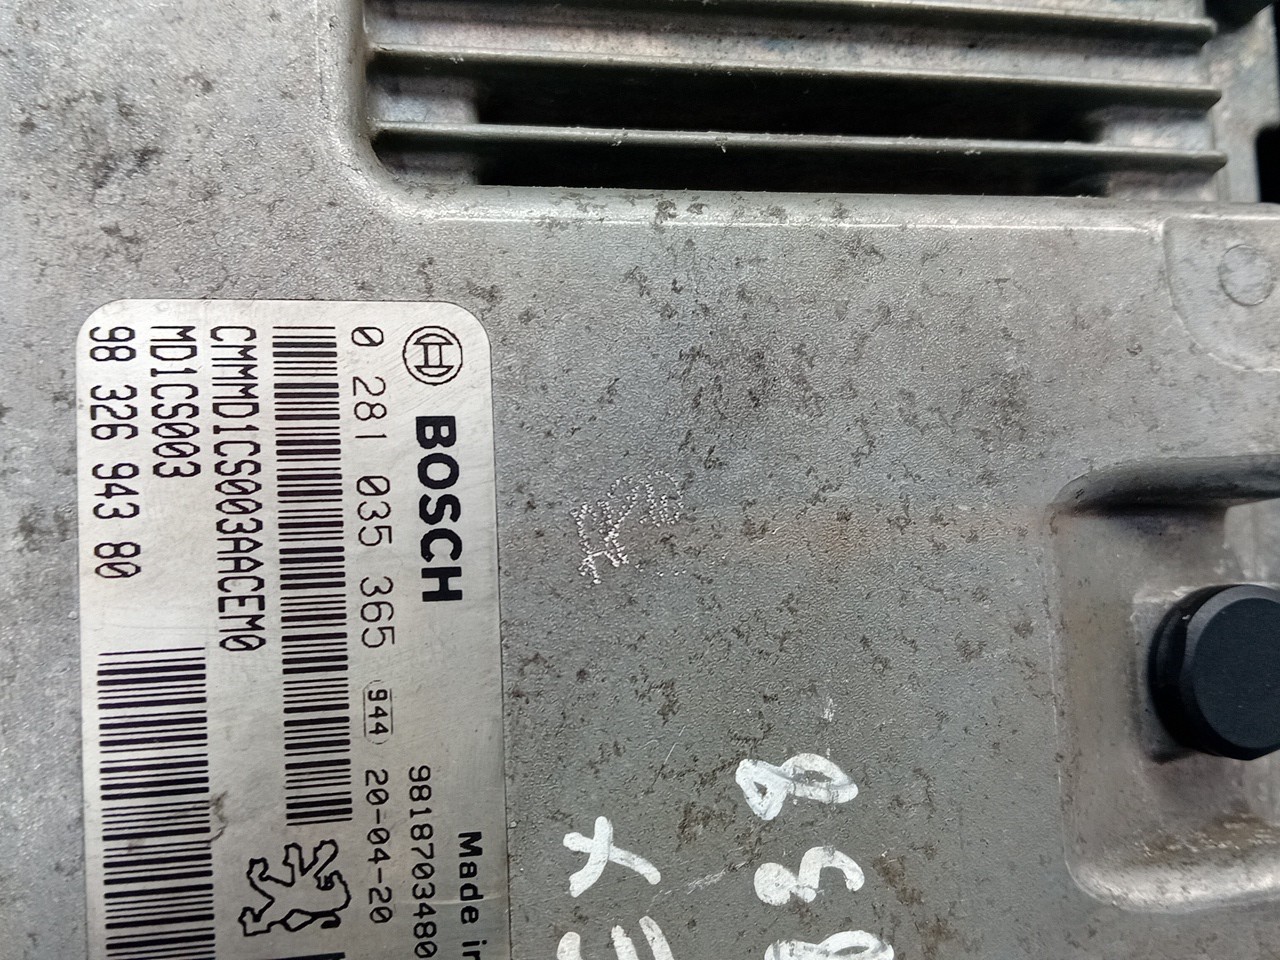 BOSCH
Made in
9818703480
0 281 035 365 944 20-04-20
CMMMD1CS003AACEM0
MD1CS003
98 326 943 80